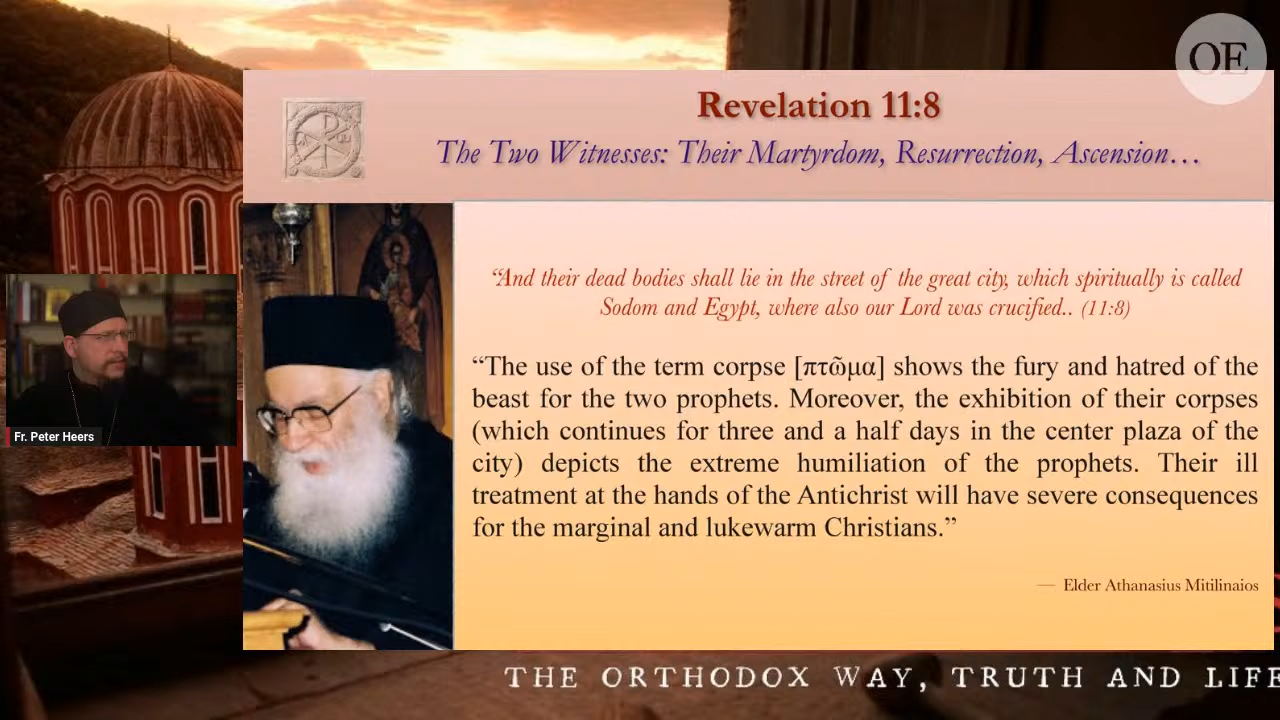 OE
Revelation 11:8
The Two Witnesses: Their Martyrdom, Resurrection, Ascension…
“And their dead bodies shall lie in the street of the great city, which spiritually is called
Sodom and Egypt, where also our Lord was crucified.. (11:8)
“The use of the term corpse [πτῶμα] shows the fury and hatred of the
beast for the two prophets. Moreover, the exhibition of their corpses
(which continues for three and a half days in the center plaza of the
city) depicts the extreme humiliation of the prophets. Their ill
treatment at the hands of the Antichrist will have severe consequences
for the marginal and lukewarm Christians.”
— Elder Athanasius Mitilinaios
Fr. Peter Heers
THE ORTHODOX WAY, TRUTH AND LIFE